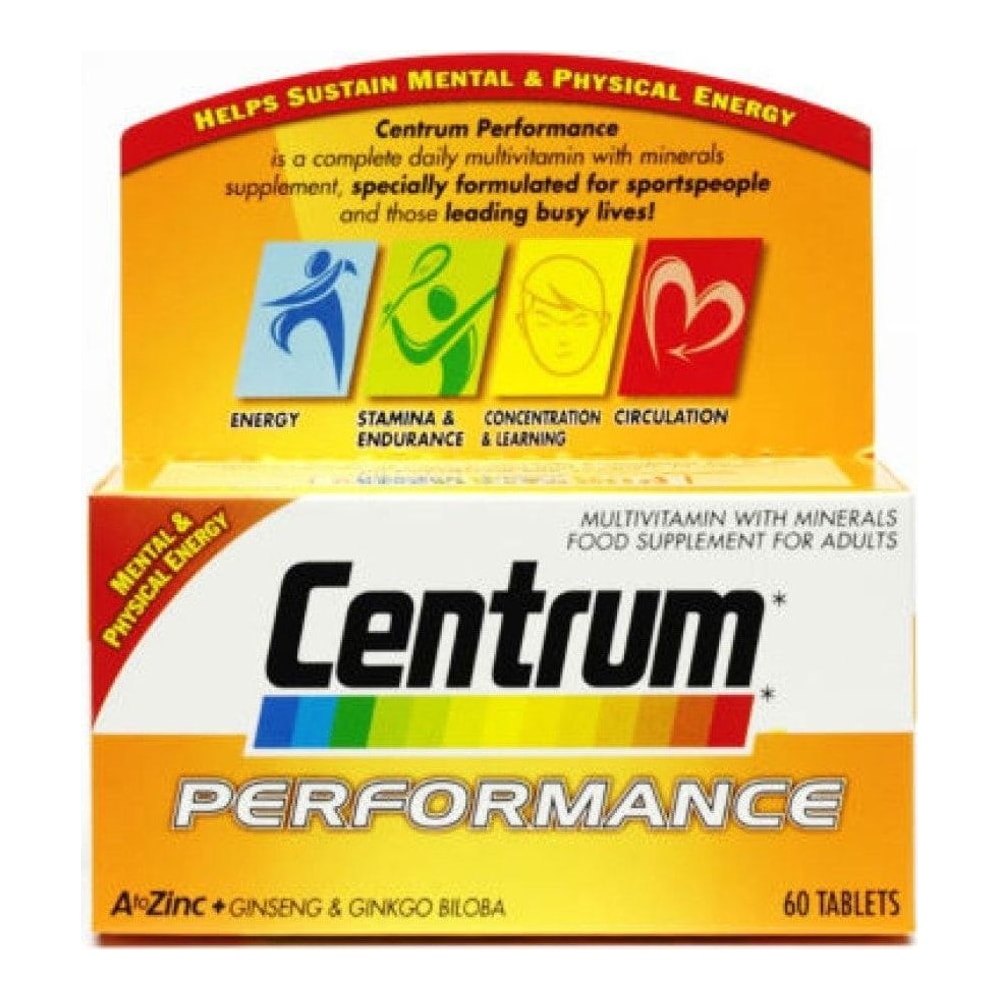 HELPS SUSTAIN MENTAL & PHYSICAL ENERGY
Centrum Performance
is a complete daily multivitamin with minerals
supplement, specially formulated for sportspeople
and those leading busy lives!
ENERGY
STAMINA &
ENDURANCE
CONCENTRATION
& LEARNING
CIRCULATION
MENTAL &
PHYSICAL ENERGY
MULTIVITAMIN WITH MINERALS
FOOD SUPPLEMENT FOR ADULTS
Centrum*
*
PERFORMANCE
A to Zinc + GINSENG & GINKGO BILOBA
60 TABLETS